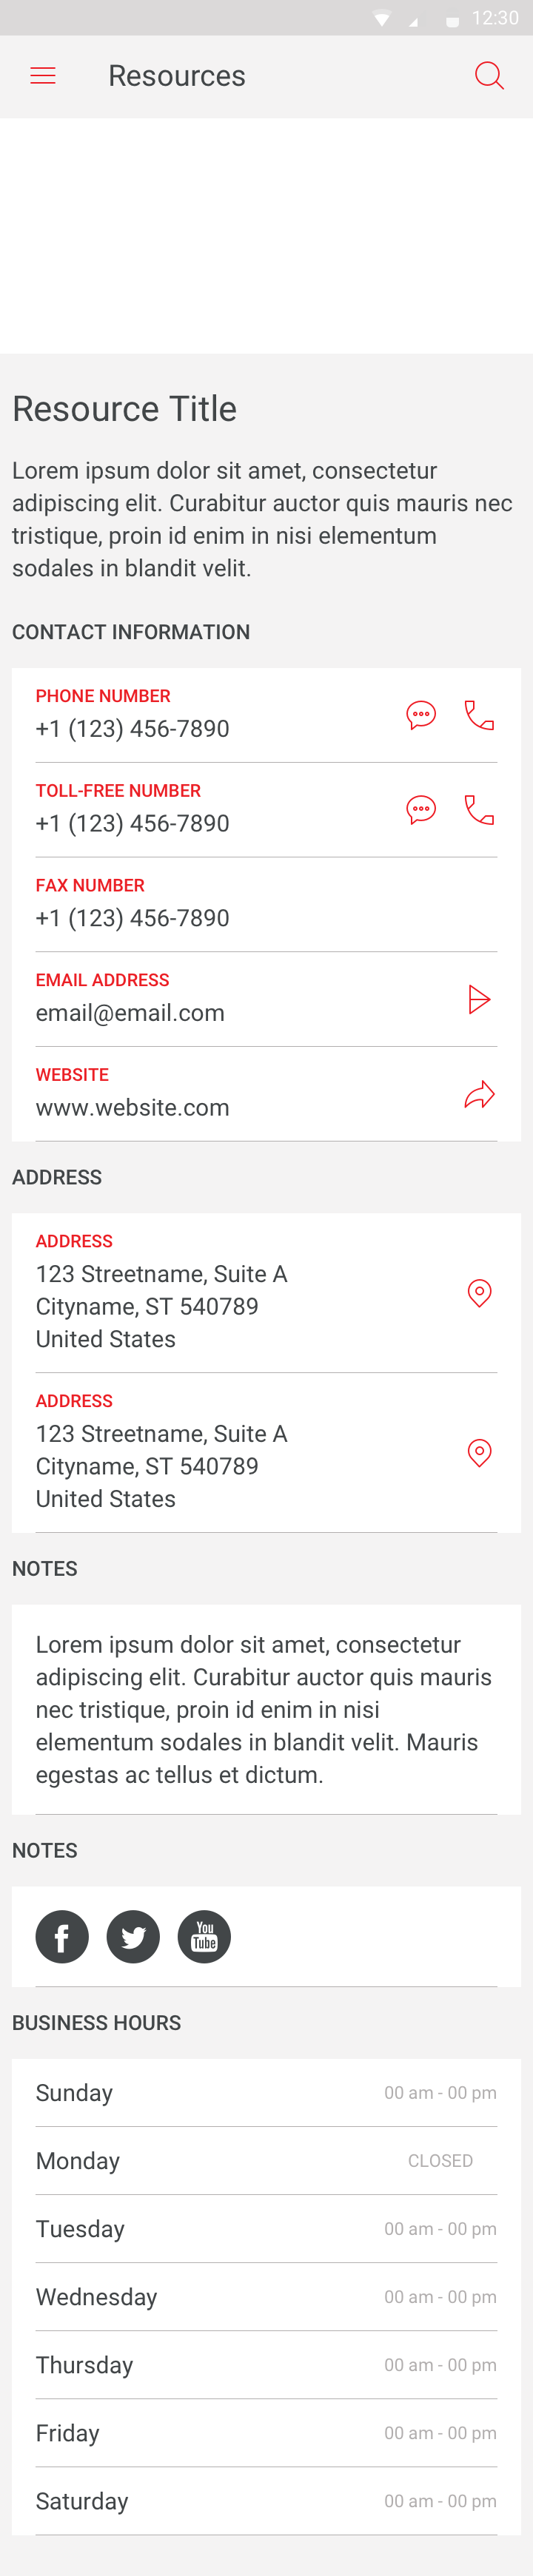 12:30
Resources
Resource Title
Lorem ipsum dolor sit amet, consectetur
adipiscing elit. Curabitur auctor quis mauris nec
tristique, proin id enim in nisi elementum
sodales in blandit velit.
CONTACT INFORMATION
PHONE NUMBER
+1 (123) 456-7890
TOLL-FREE NUMBER
+1 (123) 456-7890
FAX NUMBER
+1 (123) 456-7890
EMAIL ADDRESS
email@email.com
WEBSITE
www.website.com
ADDRESS
ADDRESS
123 Streetname, Suite A
Cityname, ST 540789
United States
ADDRESS
123 Streetname, Suite A
Cityname, ST 540789
United States
NOTES
Lorem ipsum dolor sit amet, consectetur
adipiscing elit. Curabitur auctor quis mauris
nec tristique, proin id enim in nisi
elementum sodales in blandit velit. Mauris
egestas ac tellus et dictum.
NOTES
f
You
Tube
BUSINESS HOURS
Sunday 00 am - 00 pm
Monday CLOSED
Tuesday 00 am - 00 pm
Wednesday 00 am - 00 pm
Thursday 00 am - 00 pm
Friday 00 am - 00 pm
Saturday 00 am - 00 pm